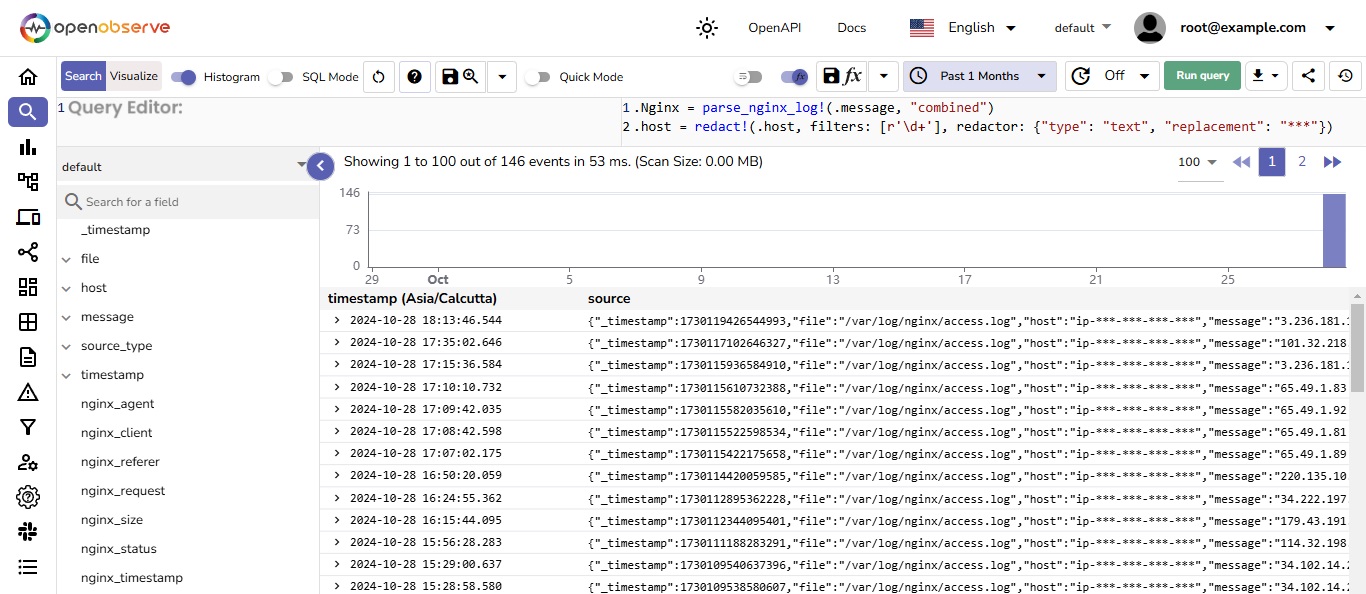 openobserve
OpenAPI
Docs
English
default
root@example.com
Search
Visualize
Histogram
SQL Mode
fx
Quick Mode
fx
Past 1 Months
Off
Run query
1
Query Editor:
1 .Nginx = parse_nginx_log!(.message, "combined")
2 .host = redact!(.host, filters: [r'\d+'], redactor: {"type": "text", "replacement": "***"})
default
Search for a field
_timestamp
file
host
message
source_type
timestamp
nginx_agent
nginx_client
nginx_referer
nginx_request
nginx_size
nginx_status
nginx_timestamp
Showing 1 to 100 out of 146 events in 53 ms. (Scan Size: 0.00 MB)
100
1
2
146
73
0
29 Oct 5 9 13 17 21 25
timestamp (Asia/Calcutta) source
2024-10-28 18:13:46.544 {"_timestamp":1730119426544993,"file":"/var/log/nginx/access.log","host":"ip-***-***-***-***","message":"3.236.181.
2024-10-28 17:35:02.646 {"_timestamp":1730117102646327,"file":"/var/log/nginx/access.log","host":"ip-***-***-***-***","message":"101.32.218
2024-10-28 17:15:36.584 {"_timestamp":1730115936584910,"file":"/var/log/nginx/access.log","host":"ip-***-***-***-***","message":"3.236.181.
2024-10-28 17:10:10.732 {"_timestamp":1730115610732388,"file":"/var/log/nginx/access.log","host":"ip-***-***-***-***","message":"65.49.1.83
2024-10-28 17:09:42.035 {"_timestamp":1730115582035610,"file":"/var/log/nginx/access.log","host":"ip-***-***-***-***","message":"65.49.1.92
2024-10-28 17:08:42.598 {"_timestamp":1730115522598534,"file":"/var/log/nginx/access.log","host":"ip-***-***-***-***","message":"65.49.1.81
2024-10-28 17:07:02.175 {"_timestamp":1730115422175658,"file":"/var/log/nginx/access.log","host":"ip-***-***-***-***","message":"65.49.1.89
2024-10-28 16:50:20.059 {"_timestamp":1730114420059585,"file":"/var/log/nginx/access.log","host":"ip-***-***-***-***","message":"220.135.10
2024-10-28 16:24:55.362 {"_timestamp":1730112895362228,"file":"/var/log/nginx/access.log","host":"ip-***-***-***-***","message":"34.222.197
2024-10-28 16:15:44.095 {"_timestamp":1730112344095401,"file":"/var/log/nginx/access.log","host":"ip-***-***-***-***","message":"179.43.191
2024-10-28 15:56:28.283 {"_timestamp":1730111188283291,"file":"/var/log/nginx/access.log","host":"ip-***-***-***-***","message":"114.32.198
2024-10-28 15:29:00.637 {"_timestamp":1730109540637396,"file":"/var/log/nginx/access.log","host":"ip-***-***-***-***","message":"34.102.14.
2024-10-28 15:28:58.580 {"_timestamp":1730109538580607,"file":"/var/log/nginx/access.log","host":"ip-***-***-***-***","message":"34.102.14.